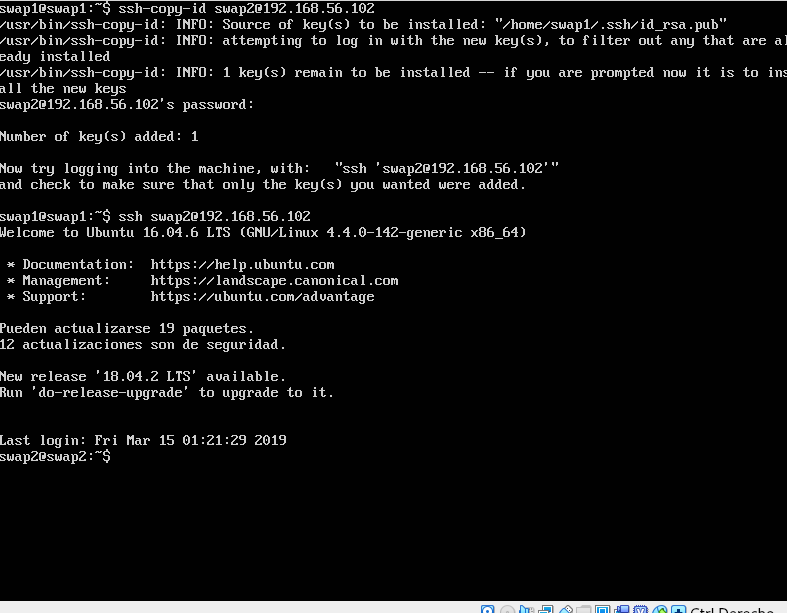 swap1@swap1:~$ ssh-copy-id swap2@192.168.56.102
/usr/bin/ssh-copy-id: INFO: Source of key(s) to be installed: "/home/swap1/.ssh/id_rsa.pub"
/usr/bin/ssh-copy-id: INFO: attempting to log in with the new key(s), to filter out any that are al
eady installed
/usr/bin/ssh-copy-id: INFO: 1 key(s) remain to be installed -- if you are prompted now it is to ins
all the new keys
swap2@192.168.56.102's password:
Number of key(s) added: 1
Now try logging into the machine, with:   "ssh 'swap2@192.168.56.102'"
and check to make sure that only the key(s) you wanted were added.
swap1@swap1:~$ ssh swap2@192.168.56.102
Welcome to Ubuntu 16.04.6 LTS (GNU/Linux 4.4.0-142-generic x86_64)
* Documentation:  https://help.ubuntu.com
* Management:     https://landscape.canonical.com
* Support:        https://ubuntu.com/advantage
Pueden actualizarse 19 paquetes.
12 actualizaciones son de seguridad.
New release '18.04.2 LTS' available.
Run 'do-release-upgrade' to upgrade to it.
Last login: Fri Mar 15 01:21:29 2019
swap2@swap2:~$
Ctrl Derecho